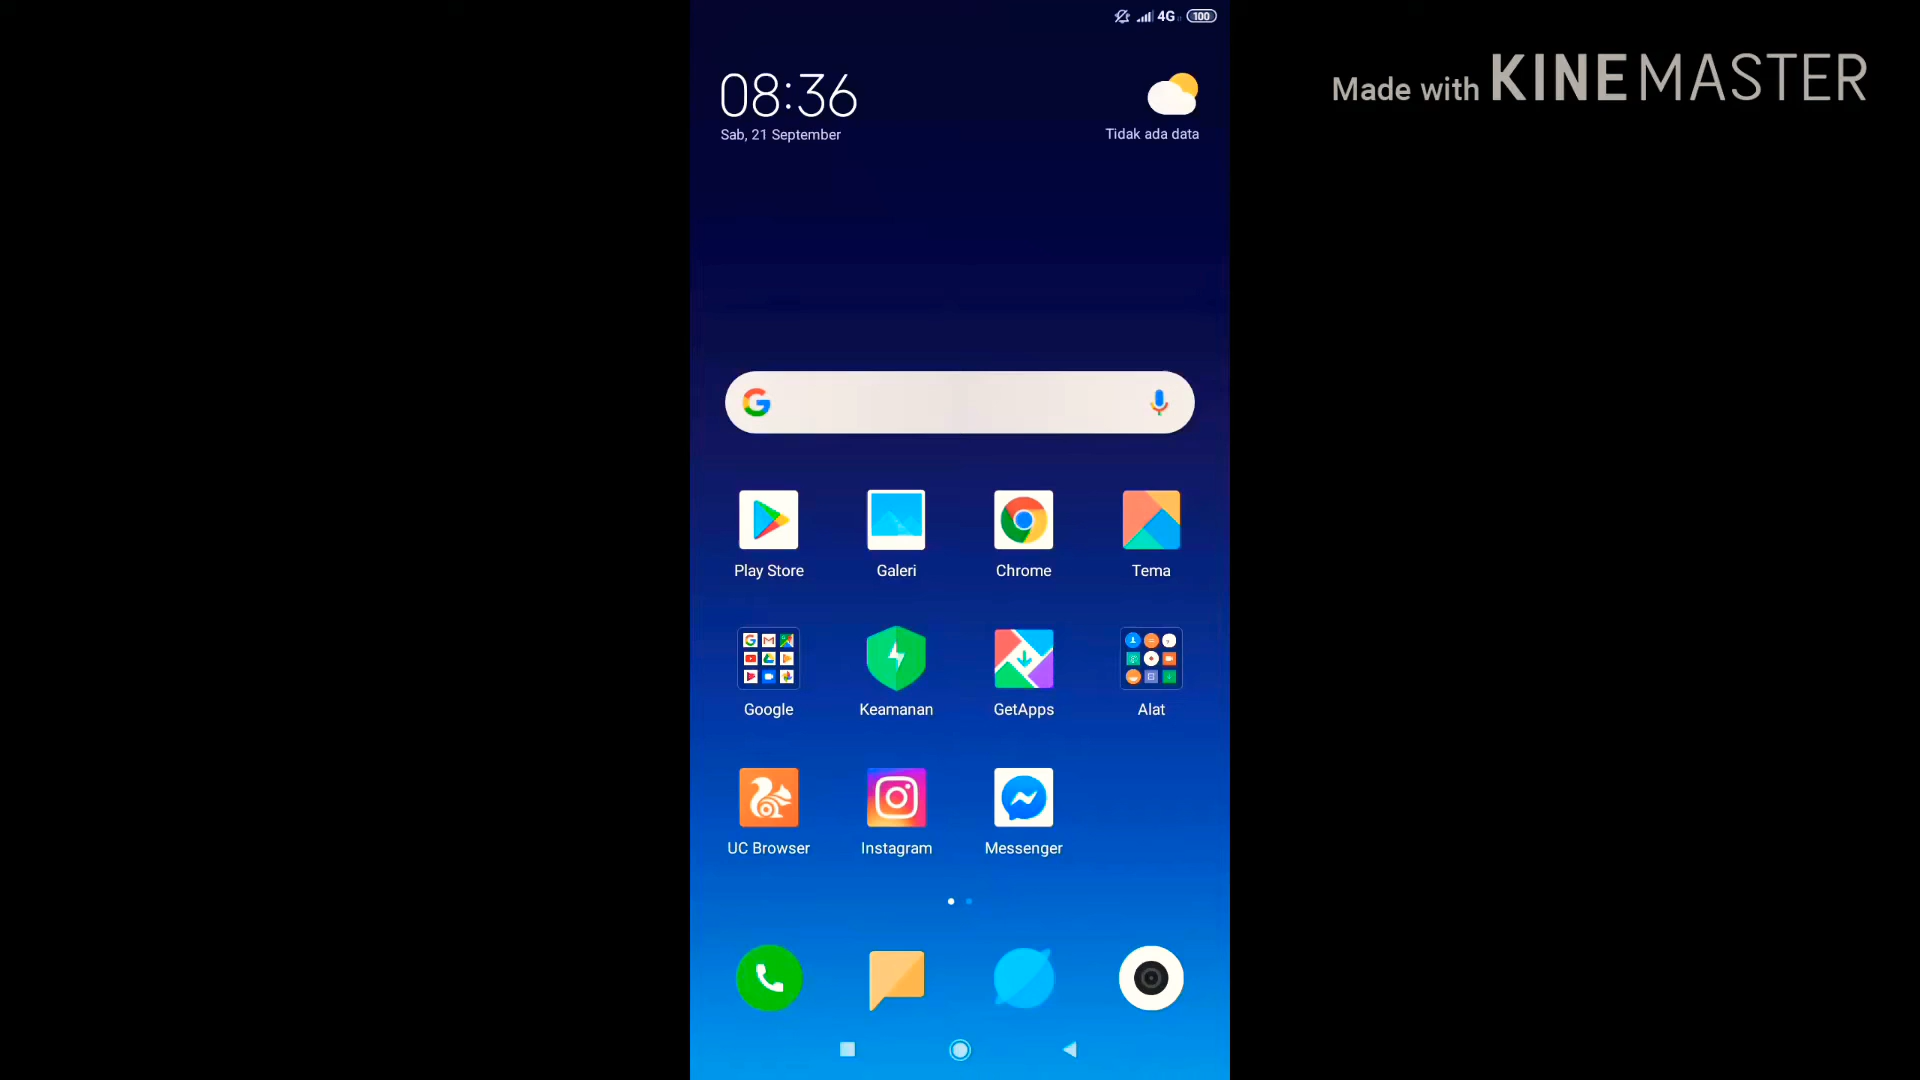 4G 100
Made with KINEMASTER
08:36
Sab, 21 September
Tidak ada data
Play Store
Galeri
Chrome
Tema
Google
Keamanan
GetApps
Alat
UC Browser
Instagram
Messenger